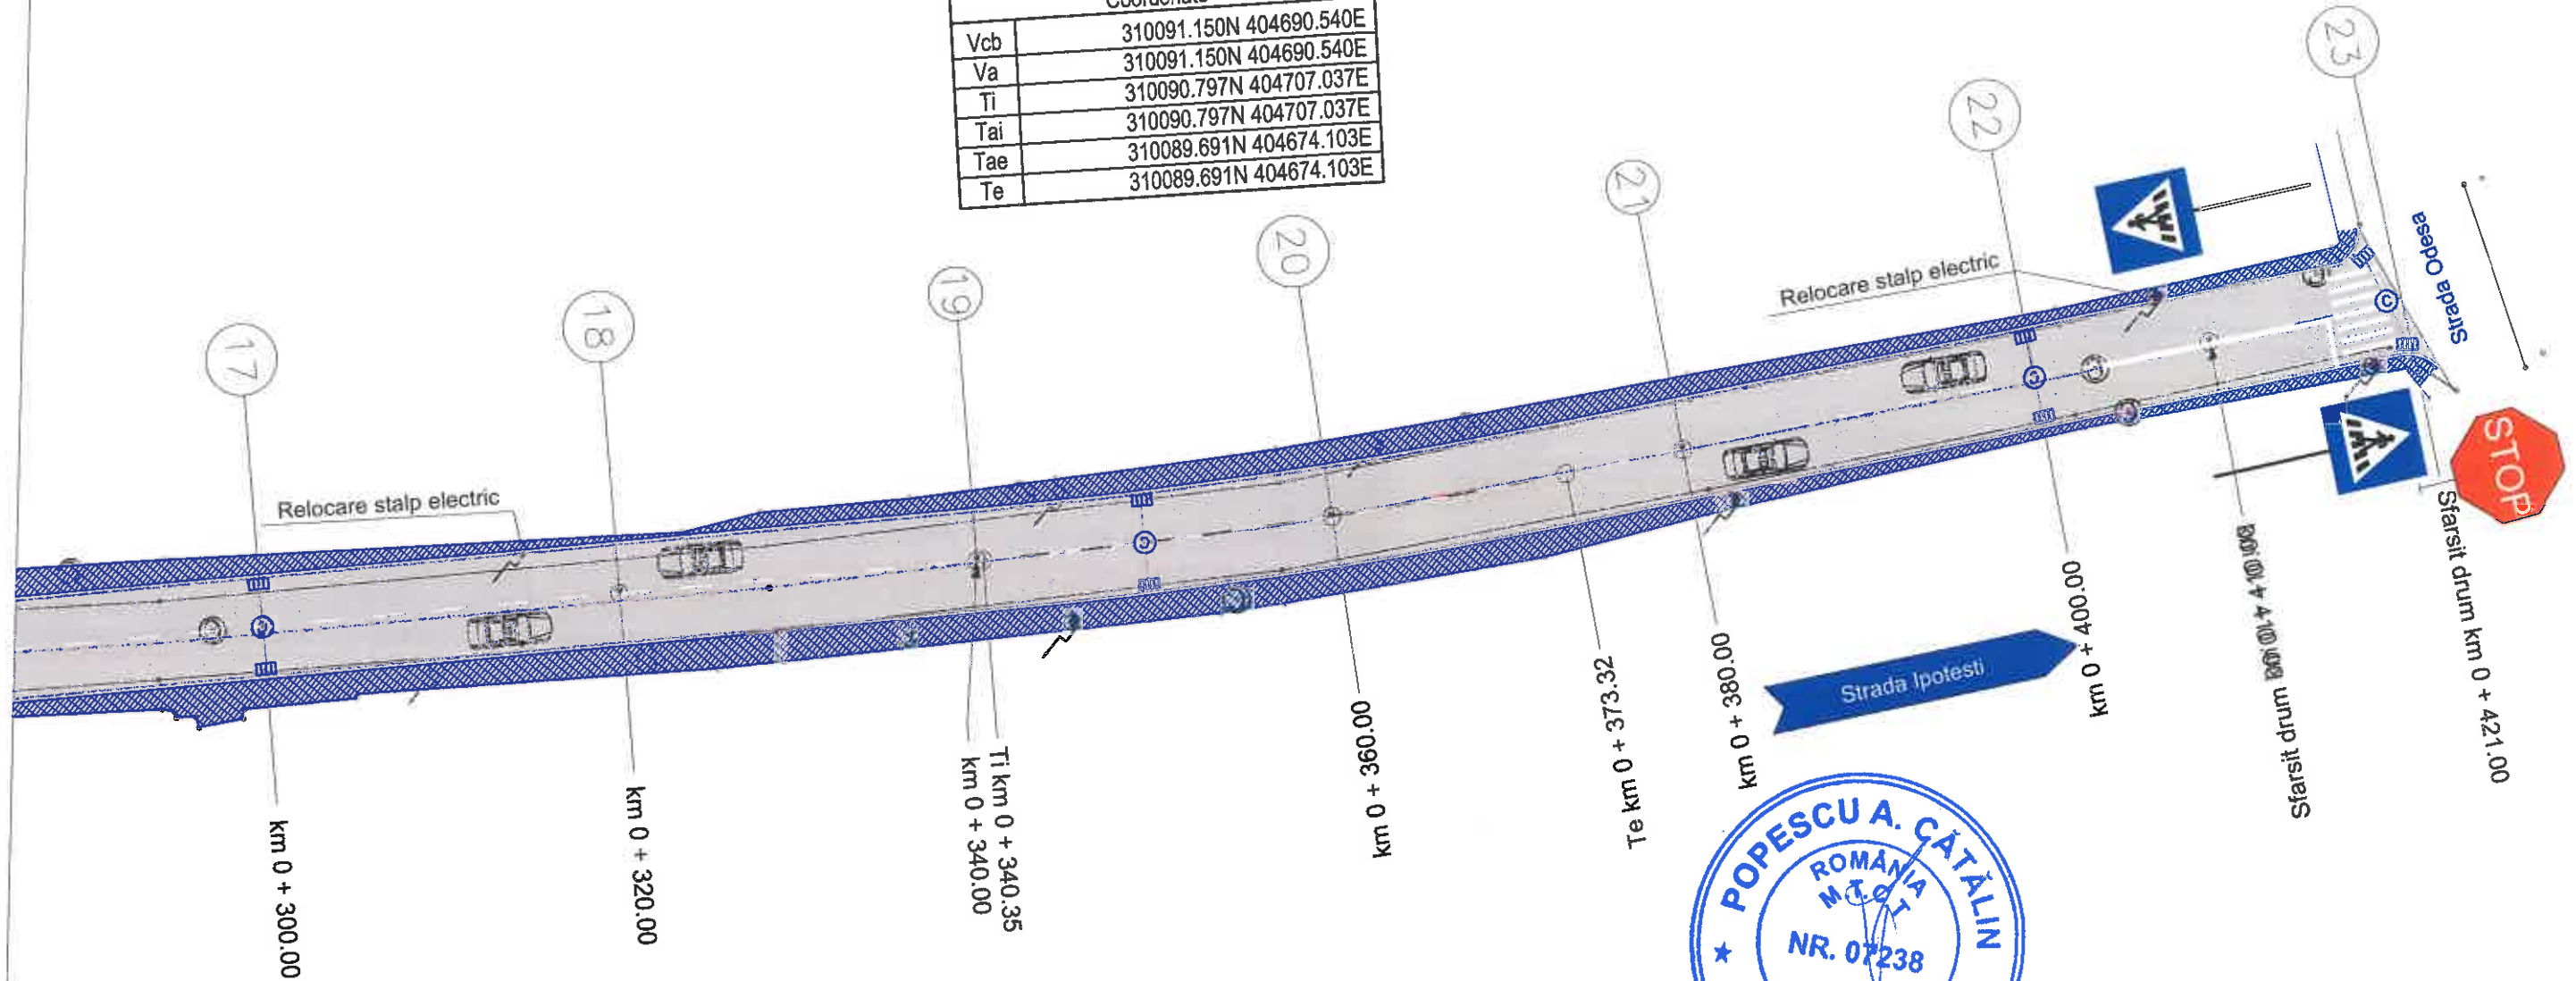 Coordonate
Vcb 310091.150N 404690.540E
Va 310091.150N 404690.540E
Ti 310090.797N 404707.037E
Tai 310090.797N 404707.037E
Tae 310089.691N 404674.103E
Te 310089.691N 404674.103E
17
18
19
20
21
22
23
Relocare stalp electric
Relocare stalp electric
Strada Odesa
STOP
Strada Ipotesti
km 0 + 300.00
km 0 + 320.00
km 0 + 340.00
Ti km 0 + 340.35
km 0 + 360.00
Te km 0 + 373.32
km 0 + 380.00
km 0 + 400.00
Sfarsit drum
Sfarsit drum km 0 + 421.00
POPESCU A. CĂTĂLIN
ROMÂNIA
M.T.C.T
NR. 07238